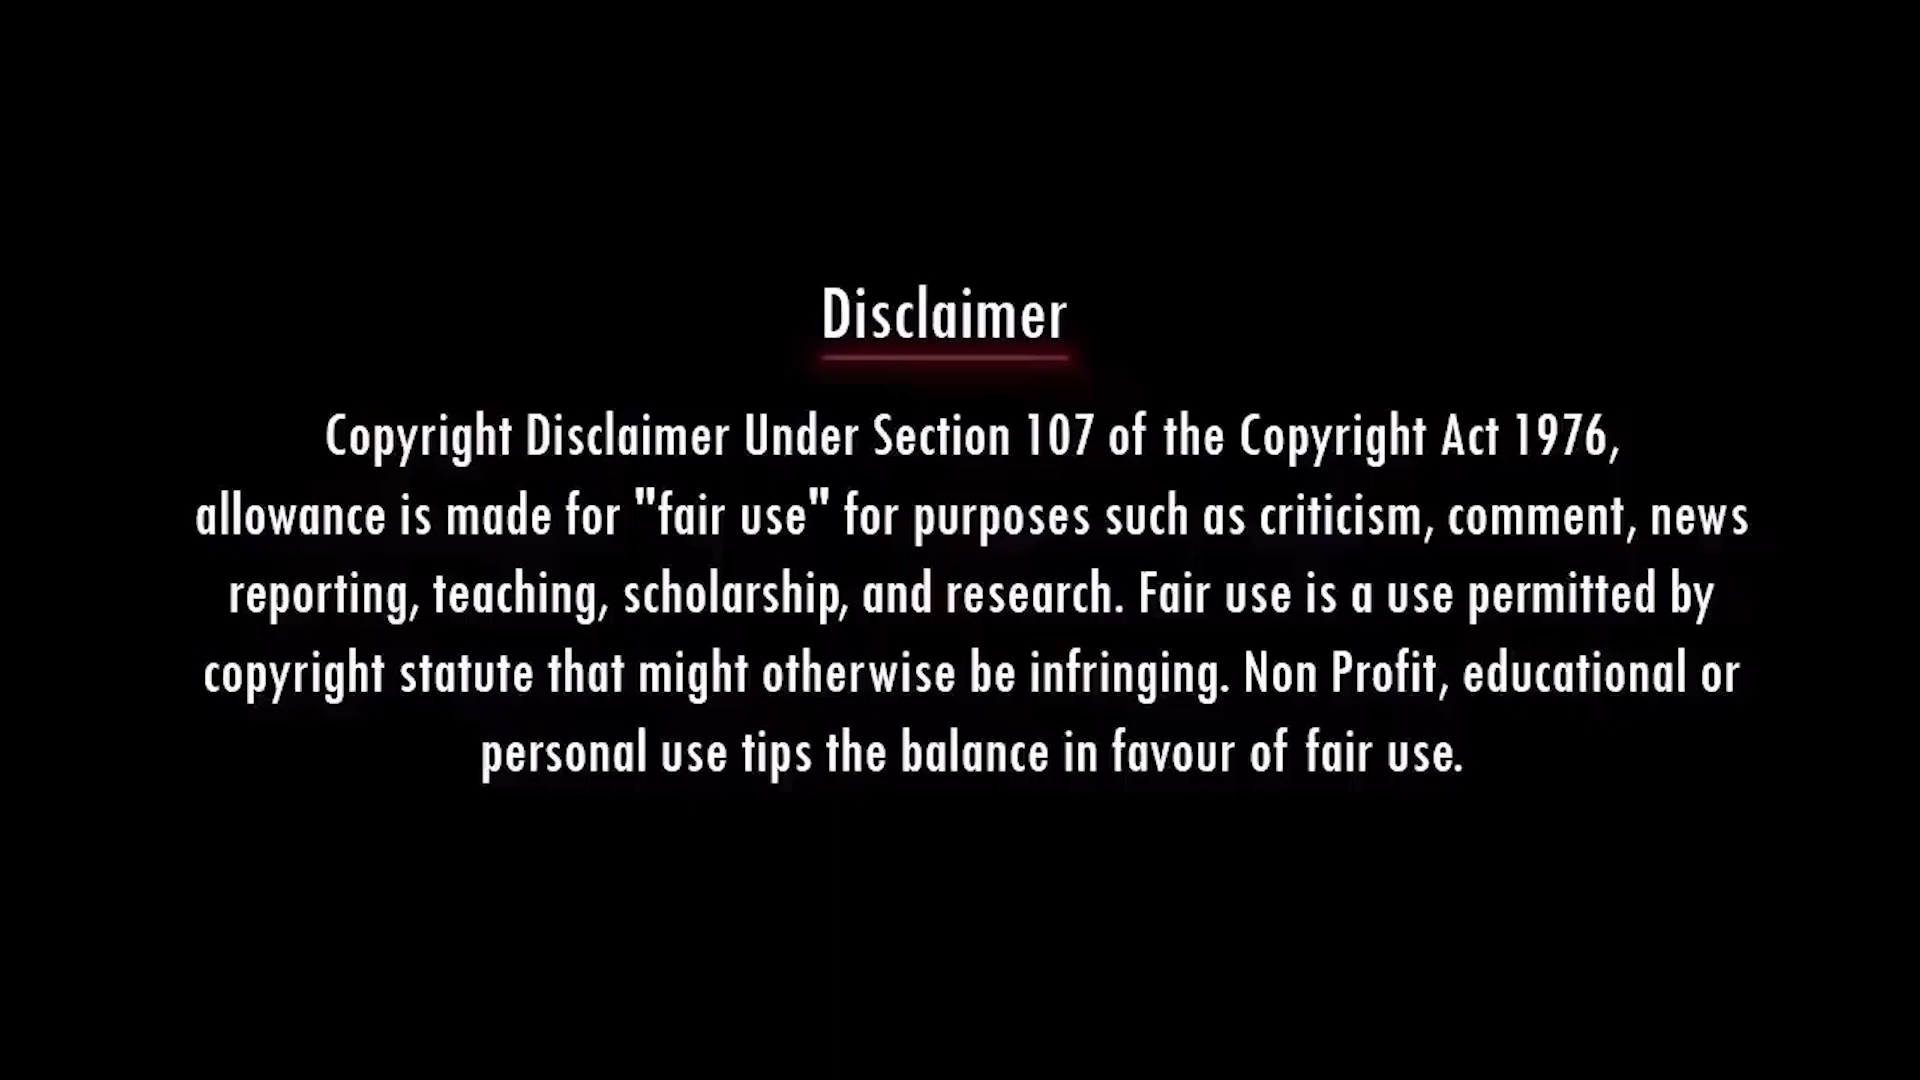 Disclaimer
Copyright Disclaimer Under Section 107 of the Copyright Act 1976,
allowance is made for "fair use" for purposes such as criticism, comment, news
reporting, teaching, scholarship, and research. Fair use is a use permitted by
copyright statute that might otherwise be infringing. Non Profit, educational or
personal use tips the balance in favour of fair use.